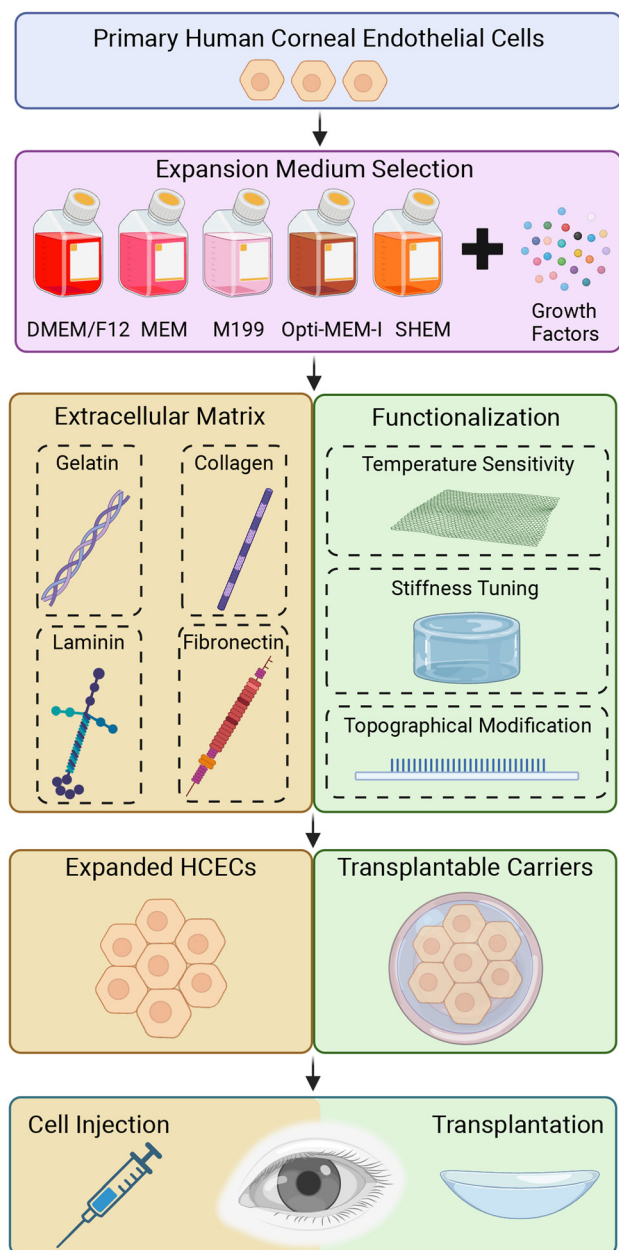 Primary Human Corneal Endothelial Cells
Expansion Medium Selection
DMEM/F12
MEM
M199
Opti-MEM-I
SHEM
Growth
Factors
Extracellular Matrix
Gelatin
Collagen
Laminin
Fibronectin
Functionalization
Temperature Sensitivity
Stiffness Tuning
Topographical Modification
Expanded HCECs
Transplantable Carriers
Cell Injection
Transplantation